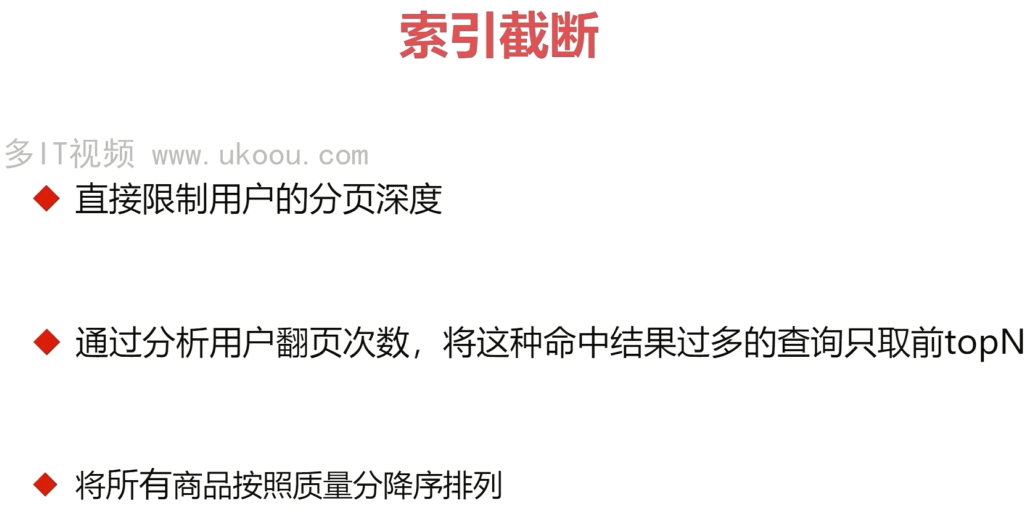 索引截断
多IT视频 www.ukoou.com
直接限制用户的分页深度
通过分析用户翻页次数，将这种命中结果过多的查询只取前topN
将所有商品按照质量分降序排列